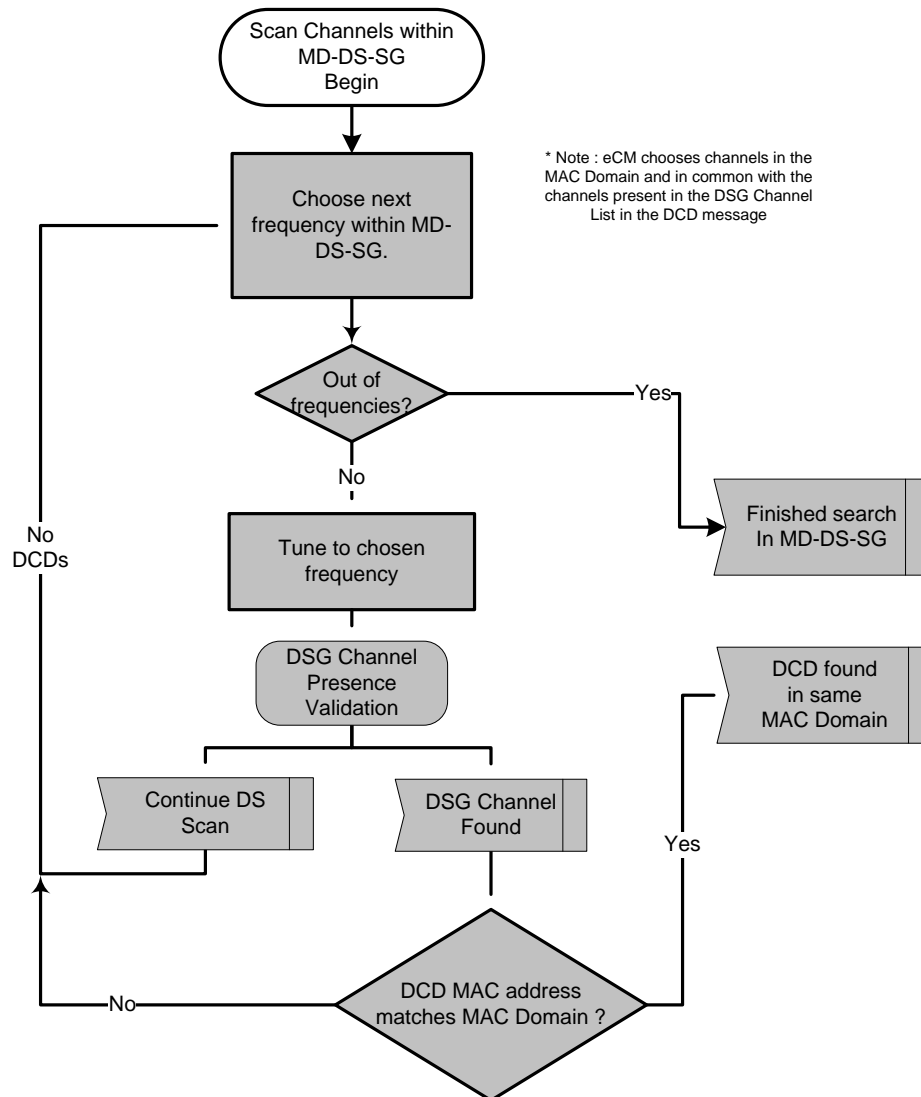 Scan Channels within
MD-DS-SG
Begin
* Note : eCM chooses channels in the
MAC Domain and in common with the
channels present in the DSG Channel
List in the DCD message
Choose next
frequency within MD-
DS-SG.
Out of
frequencies?
Yes
No
Finished search
In MD-DS-SG
No
DCDs
Tune to chosen
frequency
DSG Channel
Presence
Validation
DCD found
in same
MAC Domain
Continue DS
Scan
DSG Channel
Found
Yes
DCD MAC address
matches MAC Domain ?
No